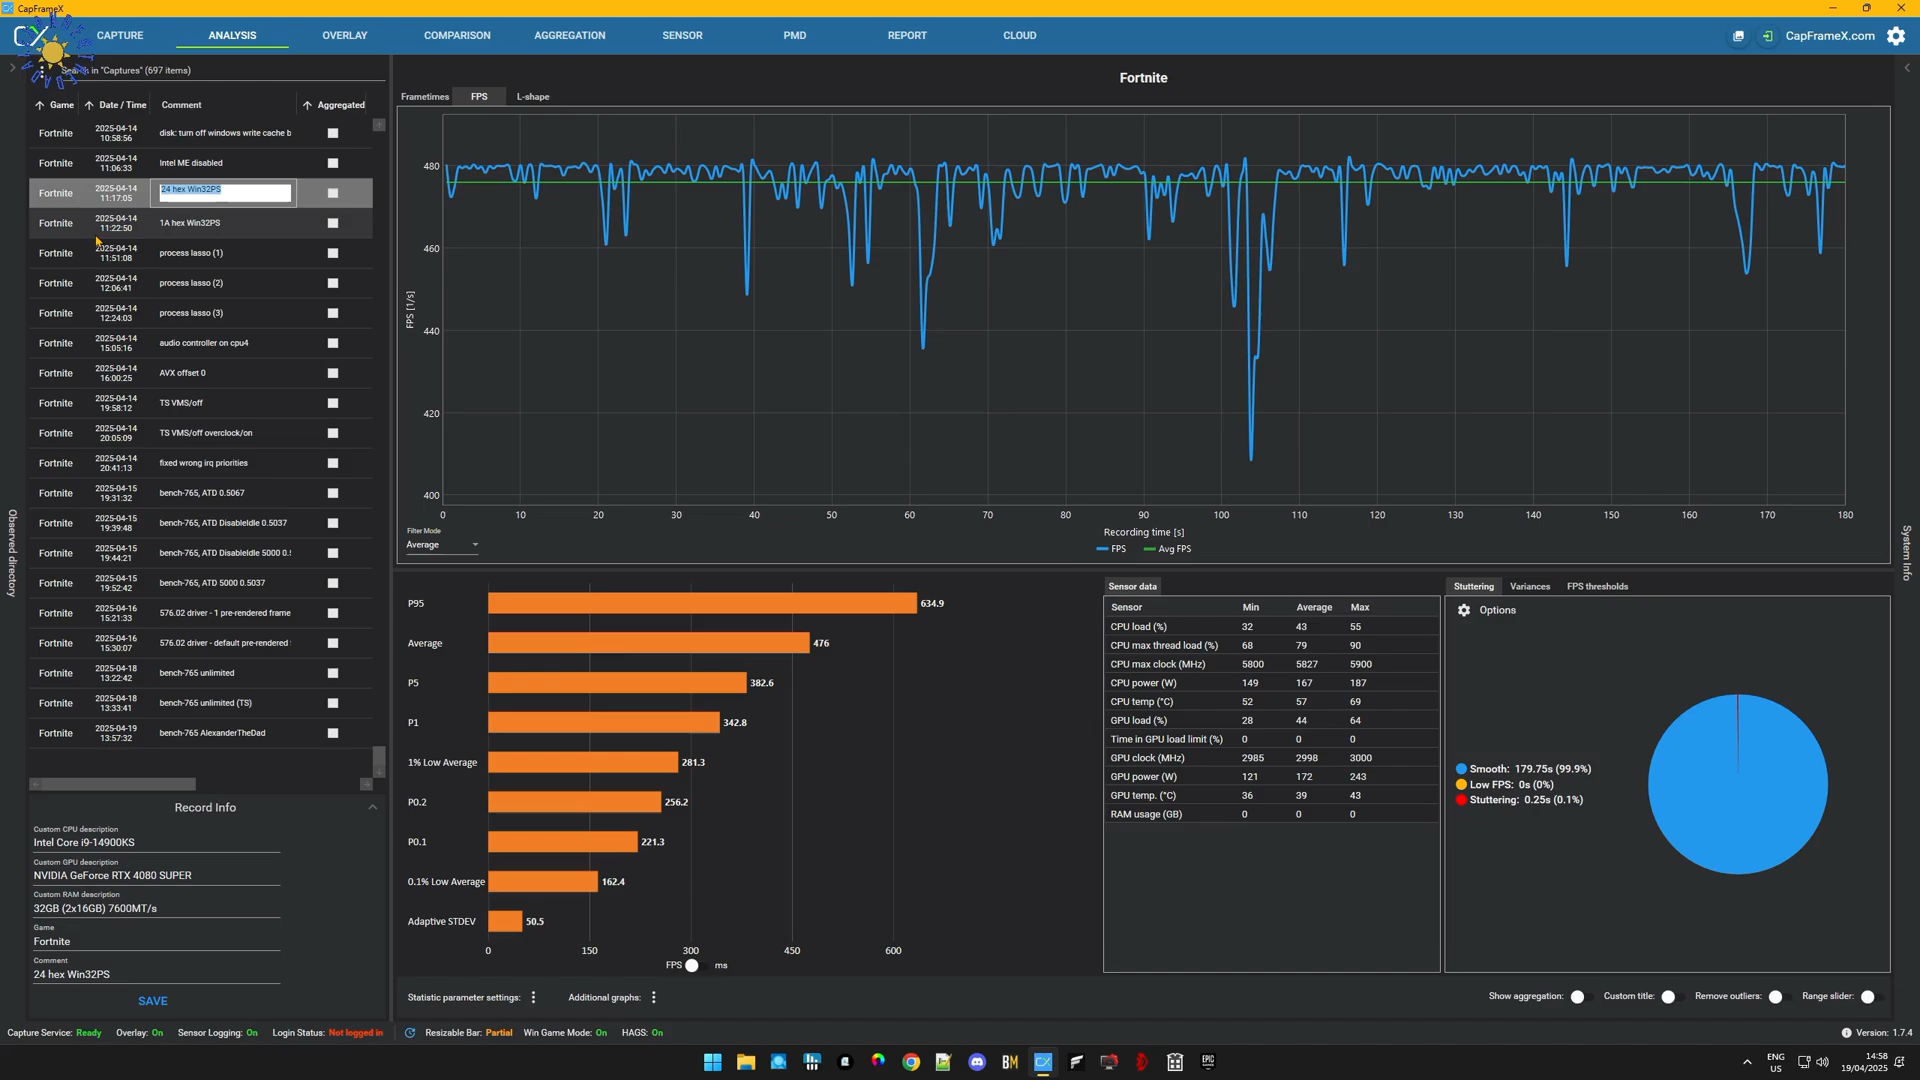 CapFrameX
CX
CAPTURE
ANALYSIS
OVERLAY
COMPARISON
AGGREGATION
SENSOR
PMD
REPORT
CLOUD
CapFrameX.com
in "Captures" (697 items)
Game Date / Time Comment Aggregated
Fortnite 2025-04-14 10:58:56 disk: turn off windows write cache b
Fortnite 2025-04-14 11:06:33 Intel ME disabled
Fortnite 2025-04-14 11:17:05 24 hex Win32PS
Fortnite 2025-04-14 11:22:50 1A hex Win32PS
Fortnite 2025-04-14 11:51:08 process lasso (1)
Fortnite 2025-04-14 12:06:41 process lasso (2)
Fortnite 2025-04-14 12:24:03 process lasso (3)
Fortnite 2025-04-14 15:05:16 audio controller on cpu4
Fortnite 2025-04-14 16:00:25 AVX offset 0
Fortnite 2025-04-14 19:58:12 TS VMS/off
Fortnite 2025-04-14 20:05:09 TS VMS/off overclock/on
Fortnite 2025-04-14 20:41:13 fixed wrong irq priorities
Fortnite 2025-04-15 19:31:32 bench-765, ATD 0.5067
Fortnite 2025-04-15 19:39:48 bench-765, ATD DisableIdle 0.5037
Fortnite 2025-04-15 19:44:21 bench-765, ATD DisableIdle 5000 0.
Fortnite 2025-04-15 19:52:42 bench-765, ATD 5000 0.5037
Fortnite 2025-04-16 15:21:33 576.02 driver - 1 pre-rendered frame
Fortnite 2025-04-16 15:30:07 576.02 driver - default pre-rendered
Fortnite 2025-04-18 13:22:42 bench-765 unlimited
Fortnite 2025-04-18 13:33:41 bench-765 unlimited (TS)
Fortnite 2025-04-19 13:57:32 bench-765 AlexanderTheDad
Observed directory
Record Info
Custom CPU description
Intel Core i9-14900KS
Custom GPU description
NVIDIA GeForce RTX 4080 SUPER
Custom RAM description
32GB (2x16GB) 7600MT/s
Game
Fortnite
Comment
24 hex Win32PS
SAVE
Fortnite
Frametimes FPS L-shape
FPS [1/s]
480
460
440
420
400
0 10 20 30 40 50 60 70 80 90 100 110 120 130 140 150 160 170 180
Recording time [s]
FPS Avg FPS
Filter Mode
Average
System Info
P95 634.9
Average 476
P5 382.6
P1 342.8
1% Low Average 281.3
P0.2 256.2
P0.1 221.3
0.1% Low Average 162.4
Adaptive STDEV 50.5
0 150 300 450 600
FPS ms
Sensor data
Sensor Min Average Max
CPU load (%) 32 43 55
CPU max thread load (%) 68 79 90
CPU max clock (MHz) 5800 5827 5900
CPU power (W) 149 167 187
CPU temp (°C) 52 57 69
GPU load (%) 28 44 64
Time in GPU load limit (%) 0 0 0
GPU clock (MHz) 2985 2998 3000
GPU power (W) 121 172 243
GPU temp. (°C) 36 39 43
RAM usage (GB) 0 0 0
Stuttering Variances FPS thresholds
Options
Smooth: 179.75s (99.9%)
Low FPS: 0s (0%)
Stuttering: 0.25s (0.1%)
Statistic parameter settings: Additional graphs:
Show aggregation: Custom title: Remove outliers: Range slider:
Capture Service: Ready Overlay: On Sensor Logging: On Login Status: Not logged in Resizable Bar: Partial Win Game Mode: On HAGS: On Version: 1.7.4
BM
CX
EPIC
ENG
US
14:58
19/04/2025